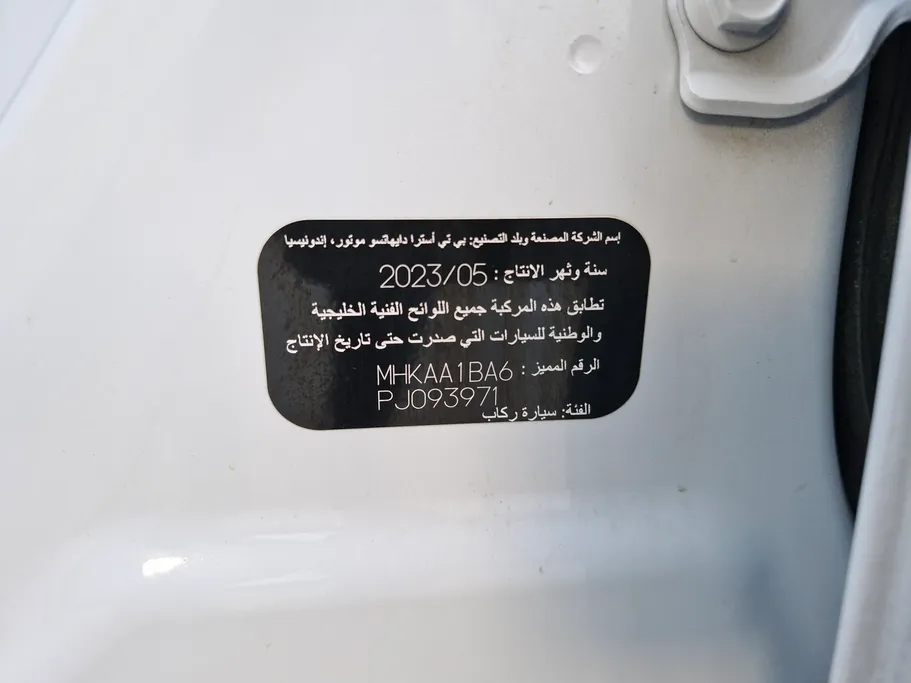 إسم الشركة المصنعة وبلد التصنيع: بي تي أسترا دايهاتسو موتور، إندونيسيا
سنة وثهر الانتاج : 2023/05
تطابق هذه المركبة جميع اللوائح الفنية الخليجية
والوطنية للسيارات التي صدرت حتى تاريخ الإنتاج
الرقم المميز : MHKAA1BA6
PJ093971
الفئة: سيارة ركاب